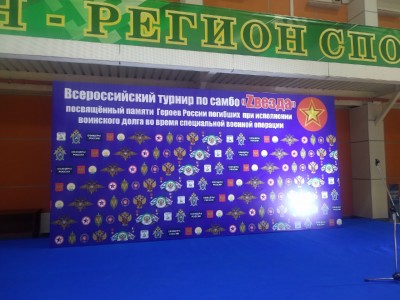 Н - РЕГИОН СПО
Всероссийский турнир по самбо «Zвезда»
посвящённый памяти Героев России погибших при исполнении
воинского долга во время специальной военной операции